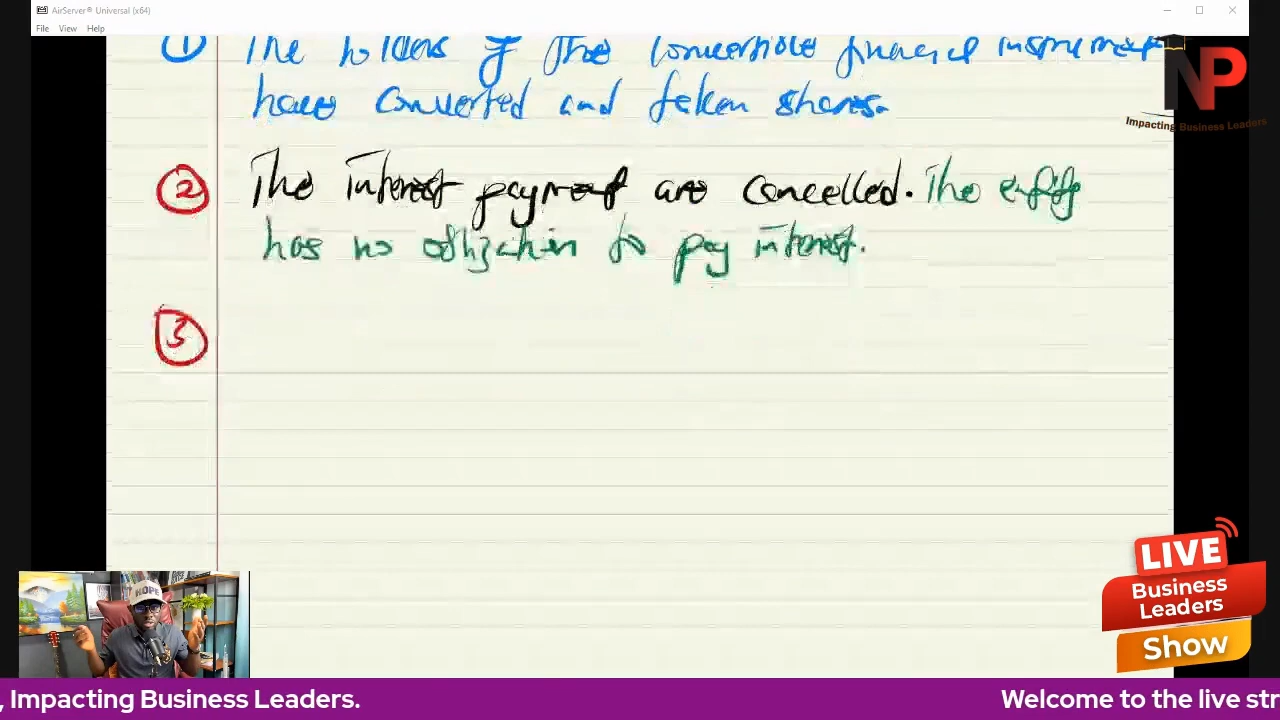 AirServer® Universal (x64)
File View Help
① The holders of the convertible financial instrument
have converted and taken shares.
② The Interest payment are cancelled. The entity
has no obligation to pay interest.
③
NP
Impacting Business Leaders
HOPE
LIVE
Business
Leaders
Show
, Impacting Business Leaders.
Welcome to the live str